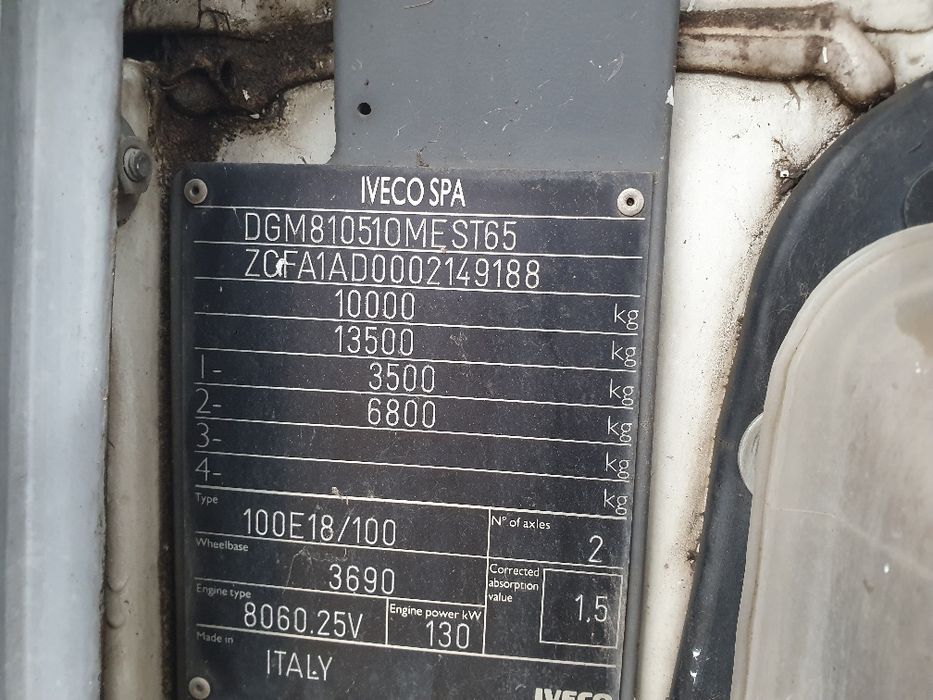 IVECO SPA
DGM810510MEST65
ZCFA1AD0002149188
10000 kg
13500 kg
1- 3500 kg
2- 6800 kg
3- kg
4- kg
Type
100E18/100
N° of axles
2
Wheelbase
3690
Corrected
absorption
value
1.5
Engine type
8060.25V
Engine power kW
130
Made in
ITALY
IVECO